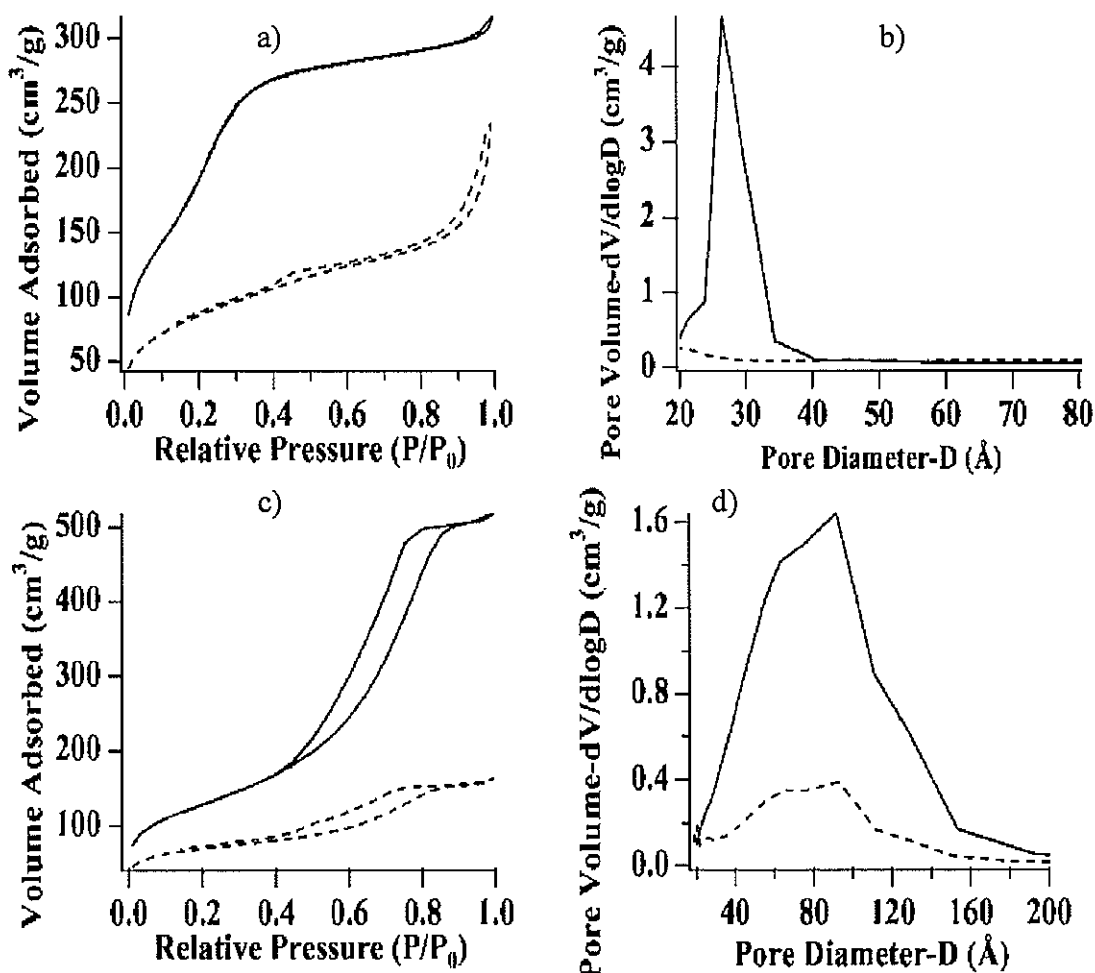 a)
Volume Adsorbed (cm³/g)
300
250
200
150
100
50
0.0 0.2 0.4 0.6 0.8 1.0
Relative Pressure (P/P₀)
b)
Pore Volume-dV/dlogD (cm³/g)
4
3
2
1
0
20 30 40 50 60 70 80
Pore Diameter-D (Å)
c)
Volume Adsorbed (cm³/g)
500
400
300
200
100
0.0 0.2 0.4 0.6 0.8 1.0
Relative Pressure (P/P₀)
d)
Pore Volume-dV/dlogD (cm³/g)
1.6
1.2
0.8
0.4
0.0
40 80 120 160 200
Pore Diameter-D (Å)